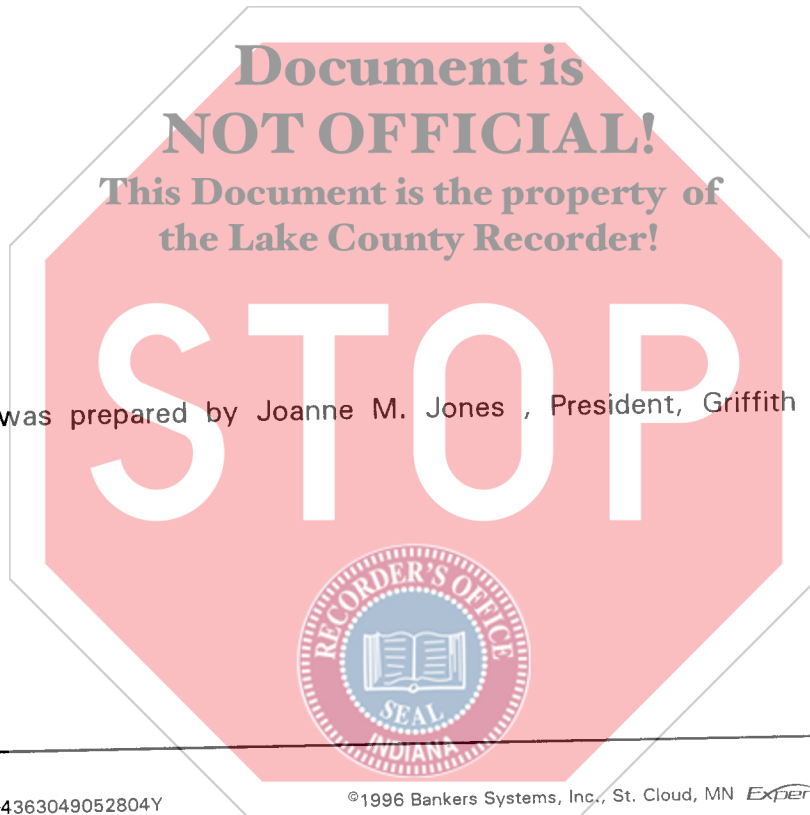 Document is
NOT OFFICIAL!
This Document is the property of
the Lake County Recorder!
STOP
was prepared by Joanne M. Jones , President, Griffith
RECORDER'S OFFICE
SEAL
INDIANA
4363049052804Y
©1996 Bankers Systems, Inc., St. Cloud, MN